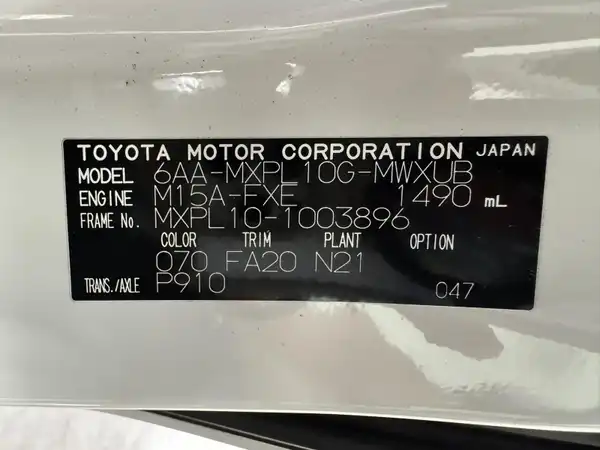 TOYOTA MOTOR CORPORATION JAPAN
MODEL 6AA-MXPL10G-MWXUB
ENGINE M15A-FXE 1490 mL
FRAME No. MXPL10-1003896
COLOR TRIM PLANT OPTION
070 FA20 N21
TRANS./AXLE P910 047